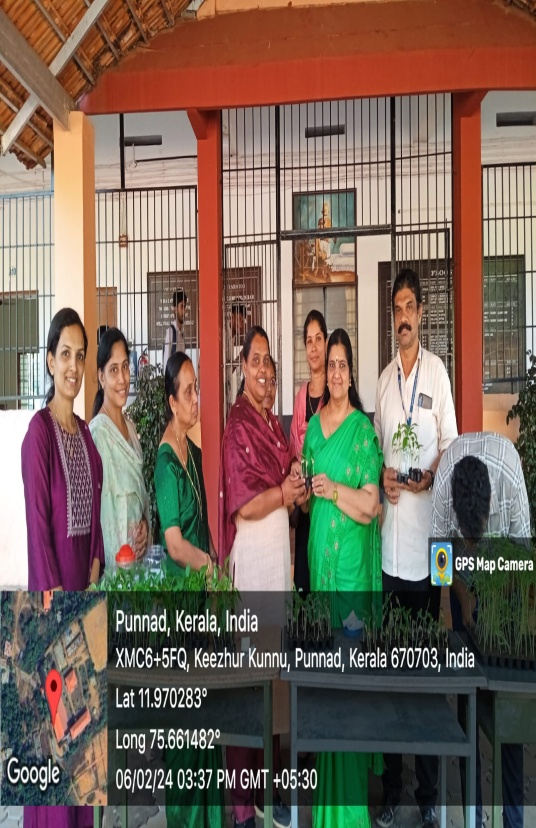 GPS Map Camera
Punnad, Kerala, India
XMC6+5FQ, Keezhur Kunnu, Punnad, Kerala 670703, India
Lat 11.970283°
Long 75.661482°
06/02/24 03:37 PM GMT +05:30
Google